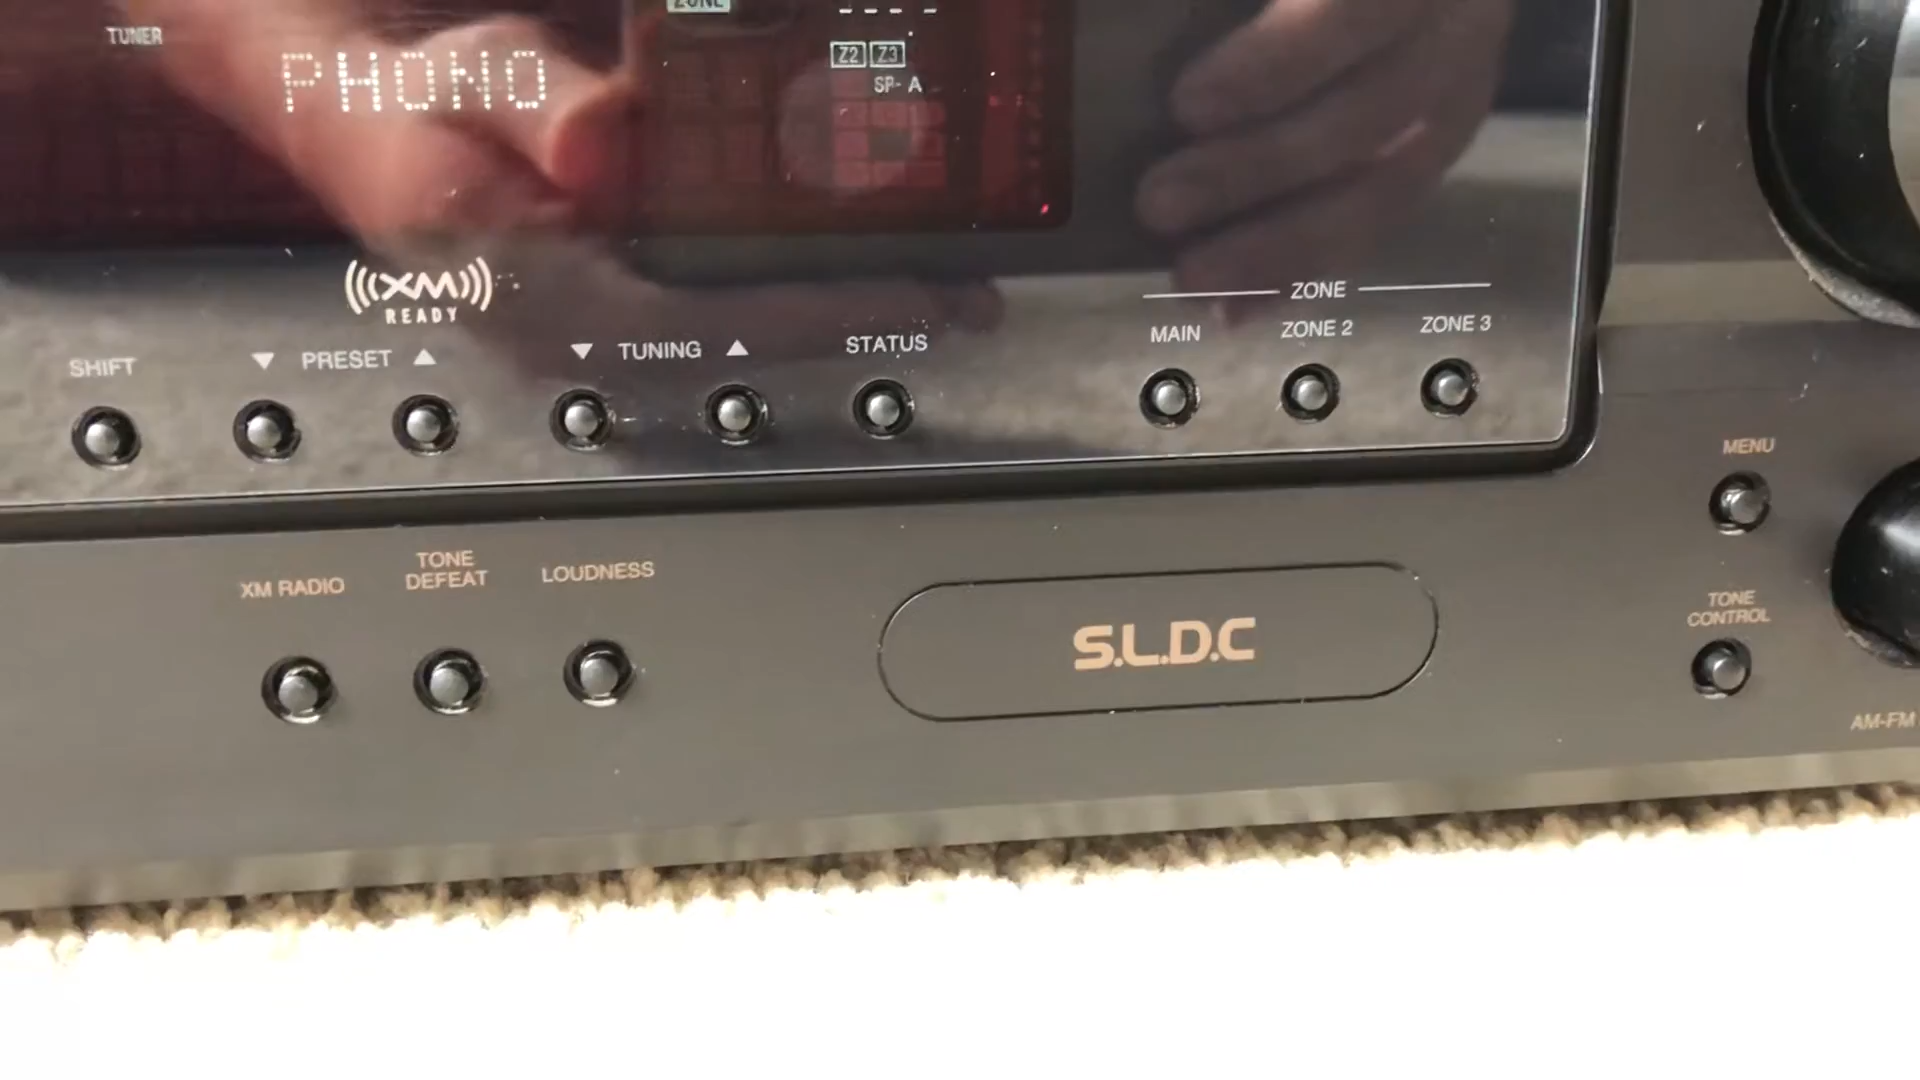 ZONE
TUNER
PHONO
Z2 Z3
SP- A
XM
READY
ZONE
SHIFT
▼ PRESET ▲
▼ TUNING ▲
STATUS
MAIN
ZONE 2
ZONE 3
MENU
XM RADIO
TONE
DEFEAT
LOUDNESS
S.L.D.C
TONE
CONTROL
AM-FM